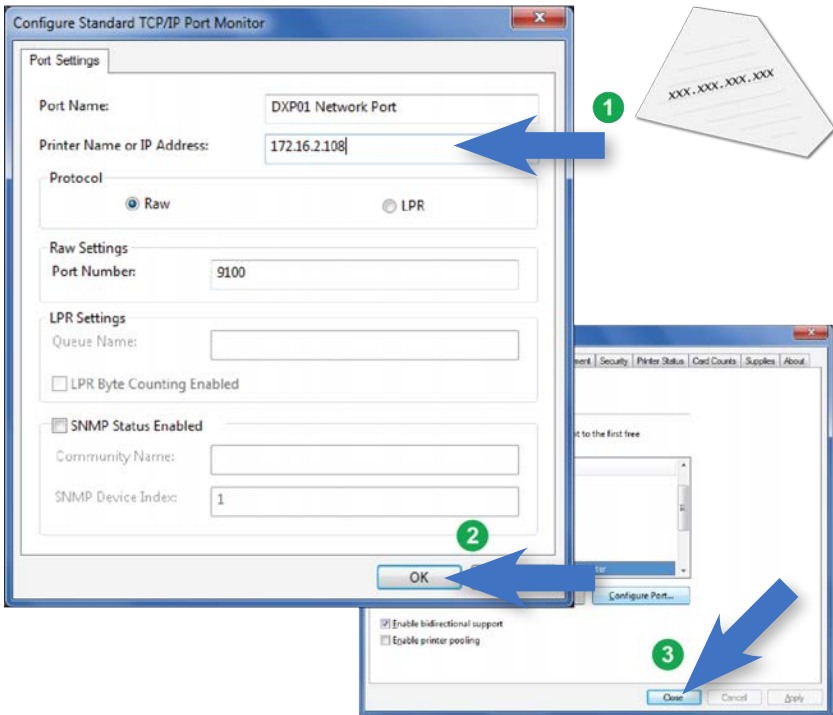 Configure Standard TCP/IP Port Monitor
Port Settings
Port Name: DXP01 Network Port
Printer Name or IP Address: 172.16.2.108
Protocol
Raw LPR
Raw Settings
Port Number: 9100
LPR Settings
Queue Name:
LPR Byte Counting Enabled
SNMP Status Enabled
Community Name:
SNMP Device Index: 1
OK
1
xxx.xxx.xxx.xxx
2
ment Security Printer Status Card Counts Supplies About
nt to the first free
ter
Configure Port...
Enable bidirectional support
Enable printer pooling
3
Close Cancel Apply